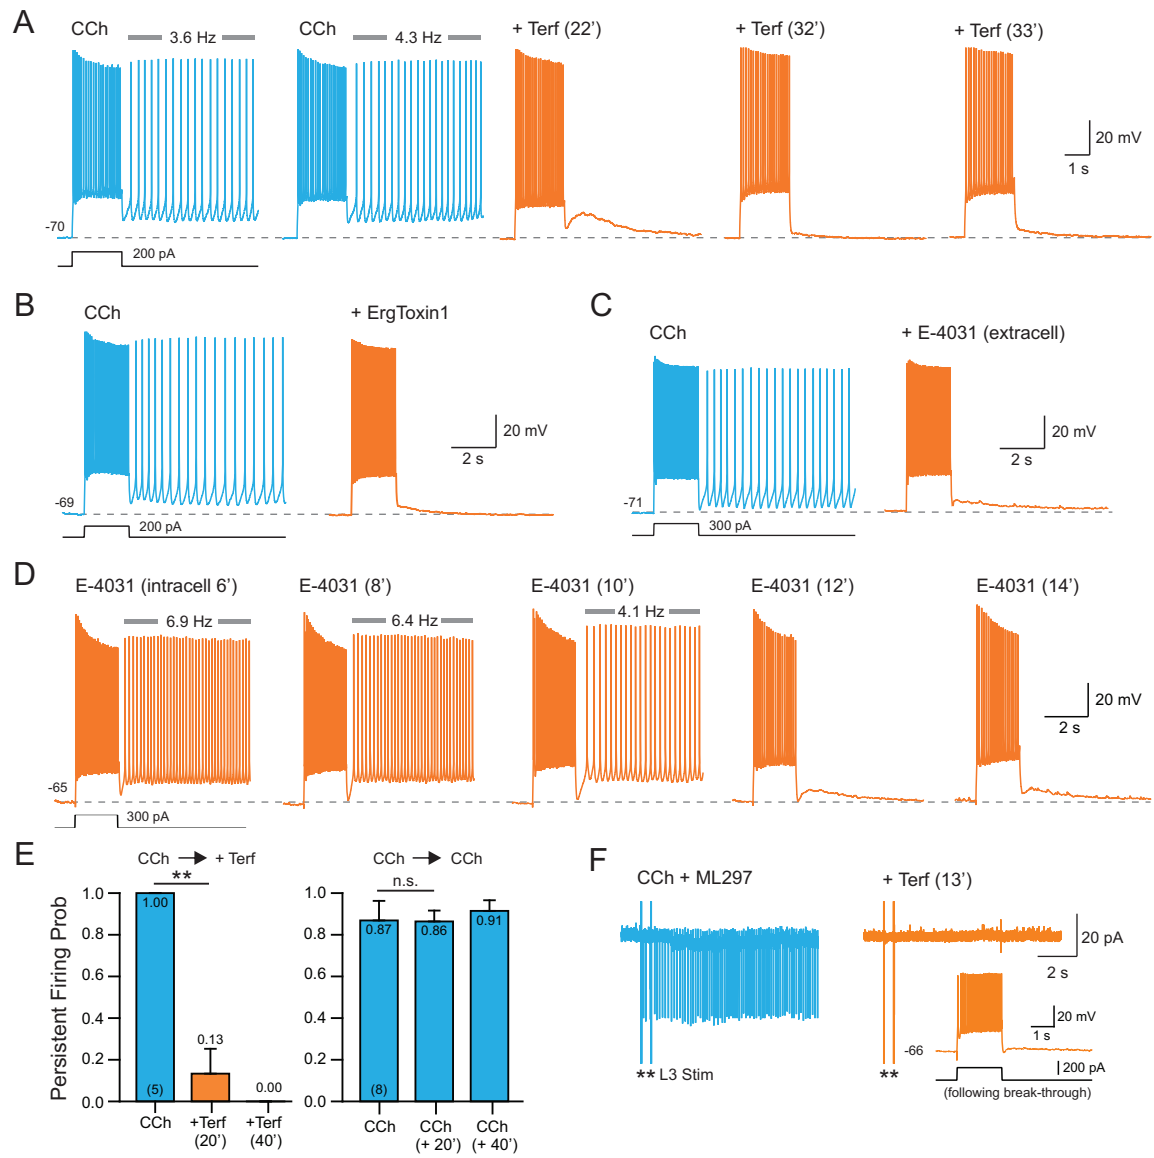 A
CCh
3.6 Hz
CCh
4.3 Hz
+ Terf (22')
+ Terf (32')
+ Terf (33')
20 mV
1 s
-70
200 pA
B
CCh
+ ErgToxin1
20 mV
2 s
-69
200 pA
C
CCh
+ E-4031 (extracell)
20 mV
2 s
-71
300 pA
D
E-4031 (intracell 6')
6.9 Hz
E-4031 (8')
6.4 Hz
E-4031 (10')
4.1 Hz
E-4031 (12')
E-4031 (14')
20 mV
2 s
-65
300 pA
E
CCh → + Terf
**
Persistent Firing Prob
1.0
0.8
0.6
0.4
0.2
0.0
1.00
0.13
0.00
(5)
CCh
+Terf (20')
+Terf (40')
CCh → CCh
n.s.
1.0
0.8
0.6
0.4
0.2
0.0
0.87
0.86
0.91
(8)
CCh
CCh (+ 20')
CCh (+ 40')
F
CCh + ML297
** L3 Stim
+ Terf (13')
20 pA
2 s
**
20 mV
1 s
-66
200 pA
(following break-through)